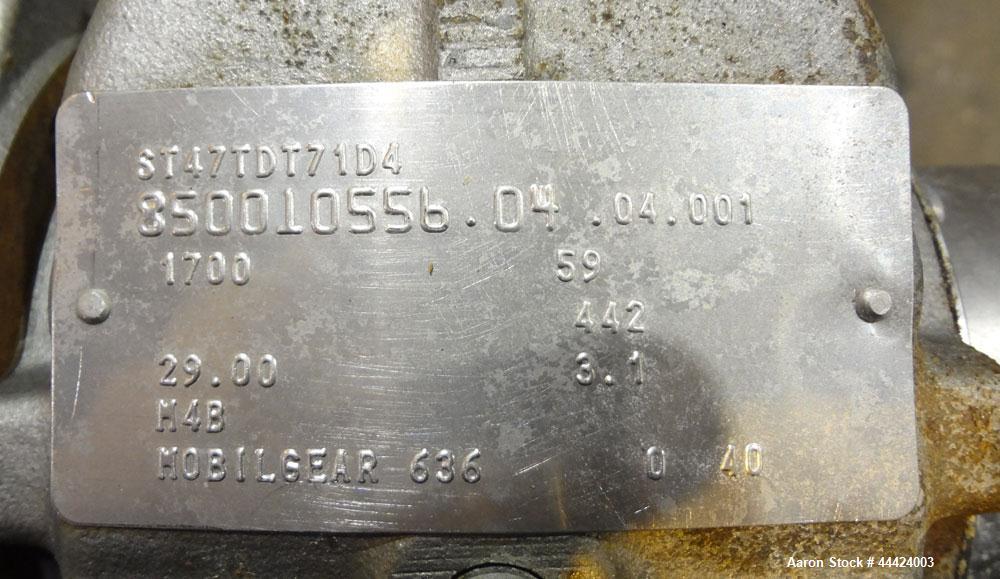 ST47TDT71D4
850010556.04.04.001
1700 59
442
29.00 3.1
M4B
MOBILGEAR 636 0 40
Aaron Stock # 44424003